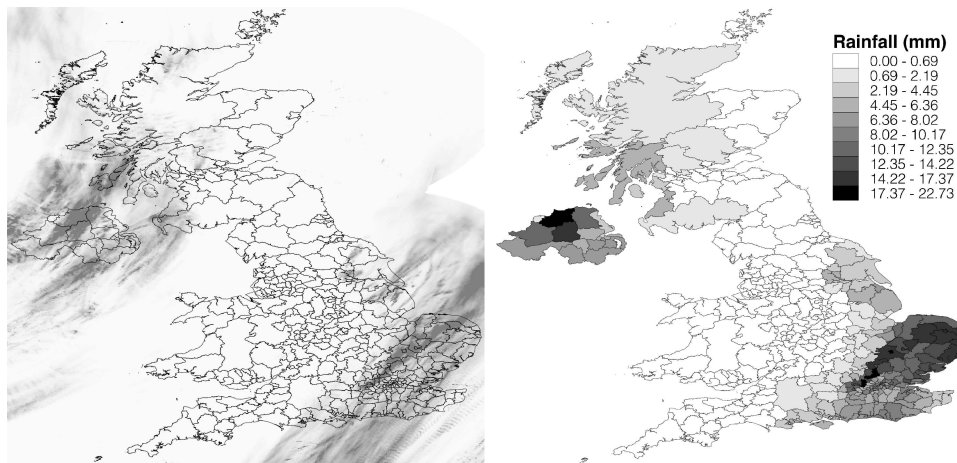 Rainfall (mm)
0.00 - 0.69
0.69 - 2.19
2.19 - 4.45
4.45 - 6.36
6.36 - 8.02
8.02 - 10.17
10.17 - 12.35
12.35 - 14.22
14.22 - 17.37
17.37 - 22.73